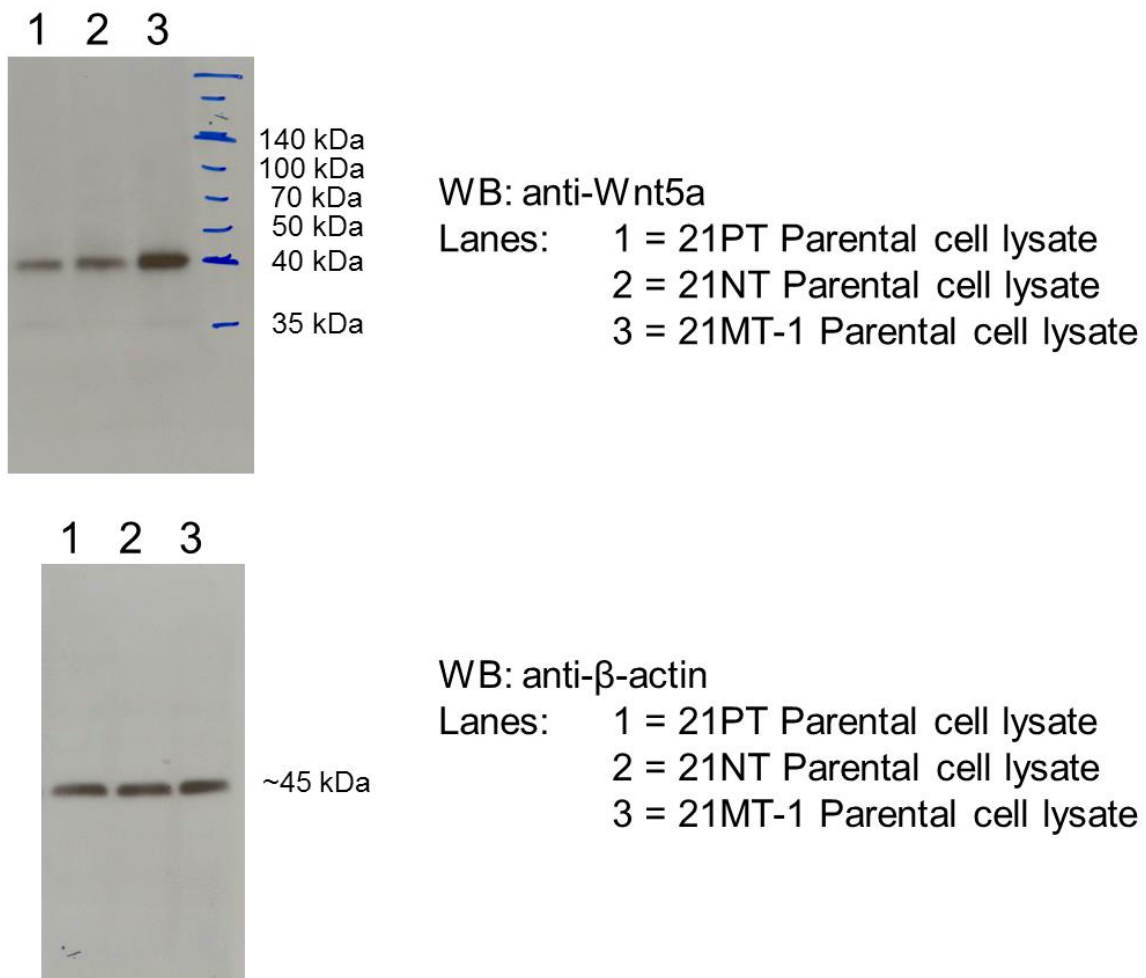 1 2 3
140 kDa
100 kDa
70 kDa
50 kDa
40 kDa
35 kDa
WB: anti-Wnt5a
Lanes: 1 = 21PT Parental cell lysate
2 = 21NT Parental cell lysate
3 = 21MT-1 Parental cell lysate
1 2 3
~45 kDa
WB: anti-β-actin
Lanes: 1 = 21PT Parental cell lysate
2 = 21NT Parental cell lysate
3 = 21MT-1 Parental cell lysate